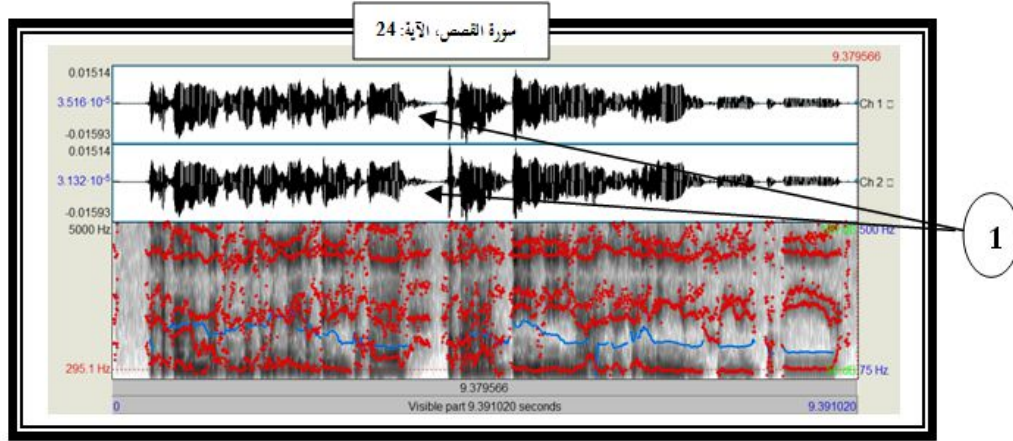 سورة القصص، الآية: 24
9.379566
0.01514
3.516·10-5
-0.01593
Ch 1
0.01514
3.132·10-5
-0.01593
Ch 2
1
5000 Hz
500 Hz
295.1 Hz
75 Hz
9.379566
0 Visible part 9.391020 seconds 9.391020